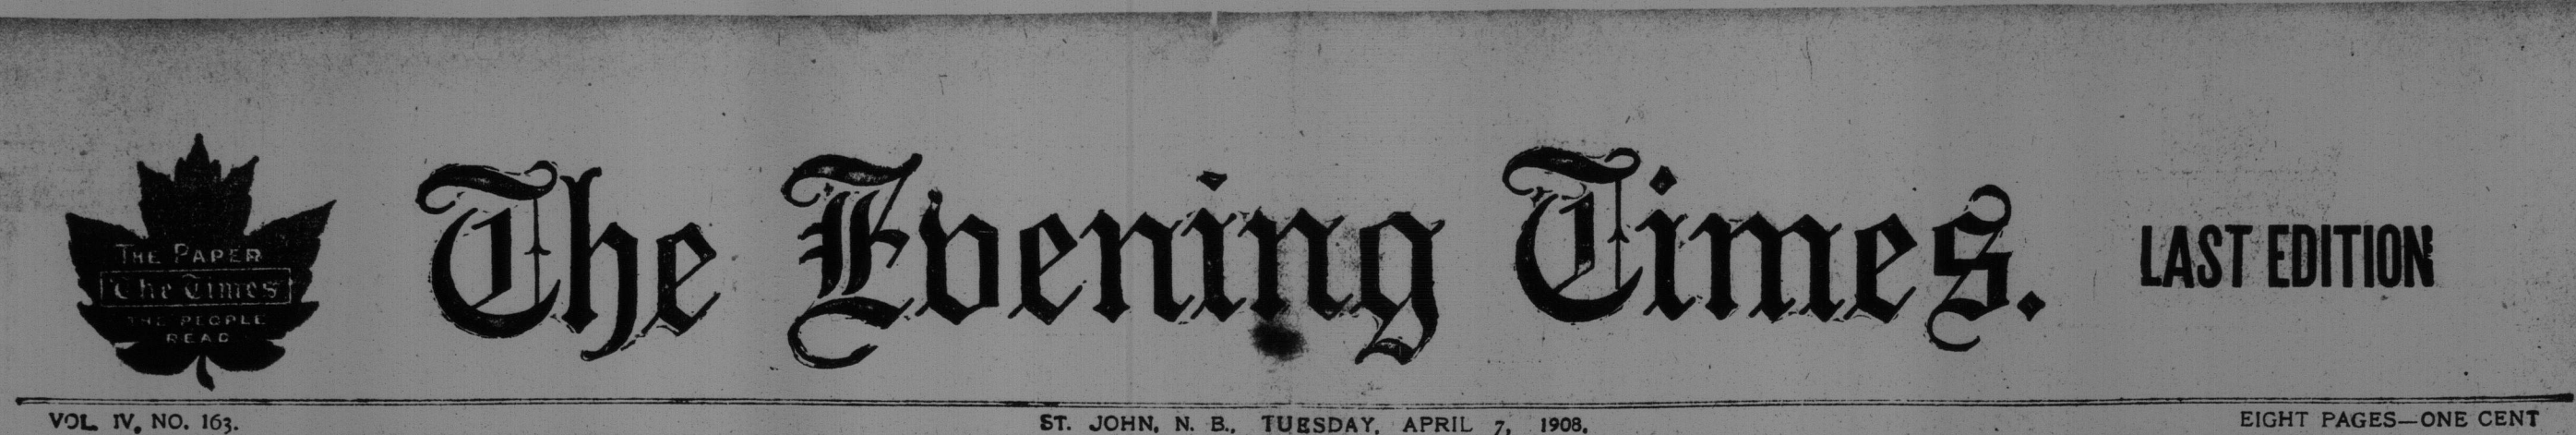 THE PAPER
The Times
THE PEOPLE
READ
The Evening Times.
LAST EDITION
VOL. IV, NO. 163.
ST. JOHN, N. B., TUESDAY, APRIL 7, 1908.
EIGHT PAGES—ONE CENT